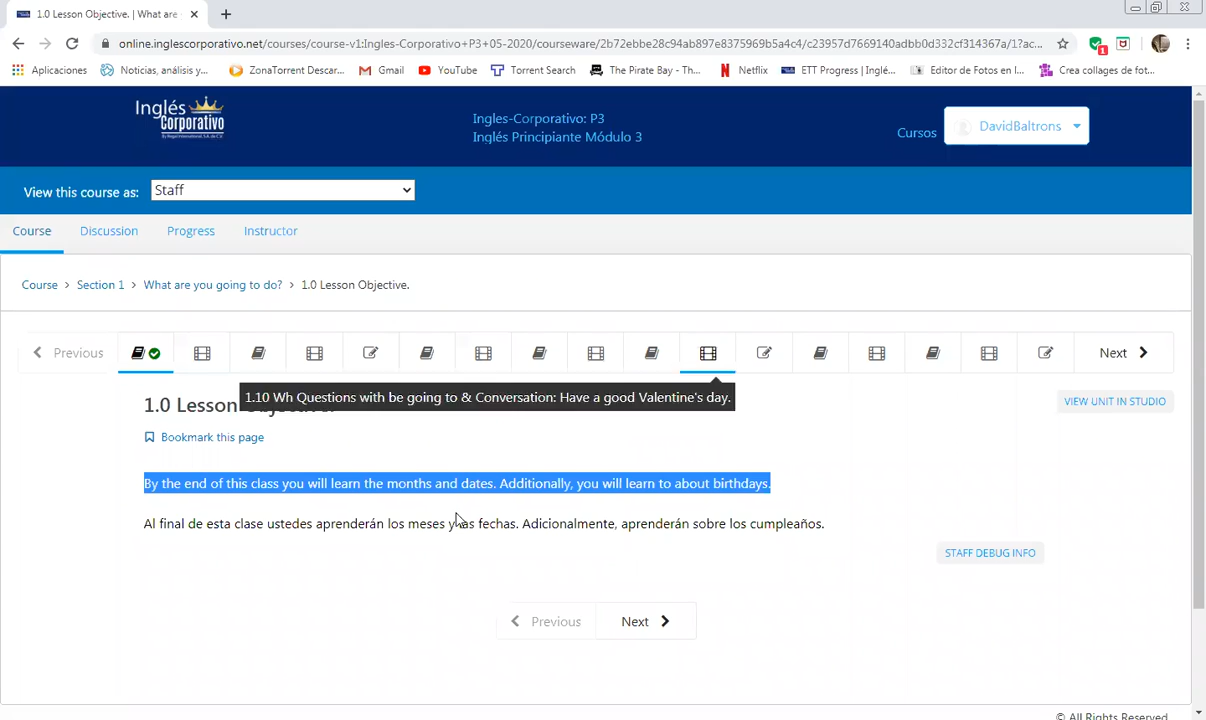 1.0 Lesson Objective. | What are
online.inglescorporativo.net/courses/course-v1:Ingles-Corporativo+P3+05-2020/courseware/2b72ebbe28c94ab897e8375969b5a4c4/c23957d7669140adbb0d332cf314367a/1?ac...
Aplicaciones
Noticias, análisis y...
ZonaTorrent Descar...
Gmail
YouTube
Torrent Search
The Pirate Bay - Th...
Netflix
ETT Progress | Inglé...
Editor de Fotos en l...
Crea collages de fot...
Inglés
Corporativo
Ingles-Corporativo: P3
Inglés Principiante Módulo 3
Cursos
DavidBaltrons
View this course as:
Staff
Course
Discussion
Progress
Instructor
Course > Section 1 > What are you going to do? > 1.0 Lesson Objective.
Previous
Next
1.10 Wh Questions with be going to & Conversation: Have a good Valentine's day.
1.0 Lesson
VIEW UNIT IN STUDIO
Bookmark this page
By the end of this class you will learn the months and dates. Additionally, you will learn to about birthdays.
Al final de esta clase ustedes aprenderán los meses y las fechas. Adicionalmente, aprenderán sobre los cumpleaños.
STAFF DEBUG INFO
Previous
Next
© All Rights Reserved